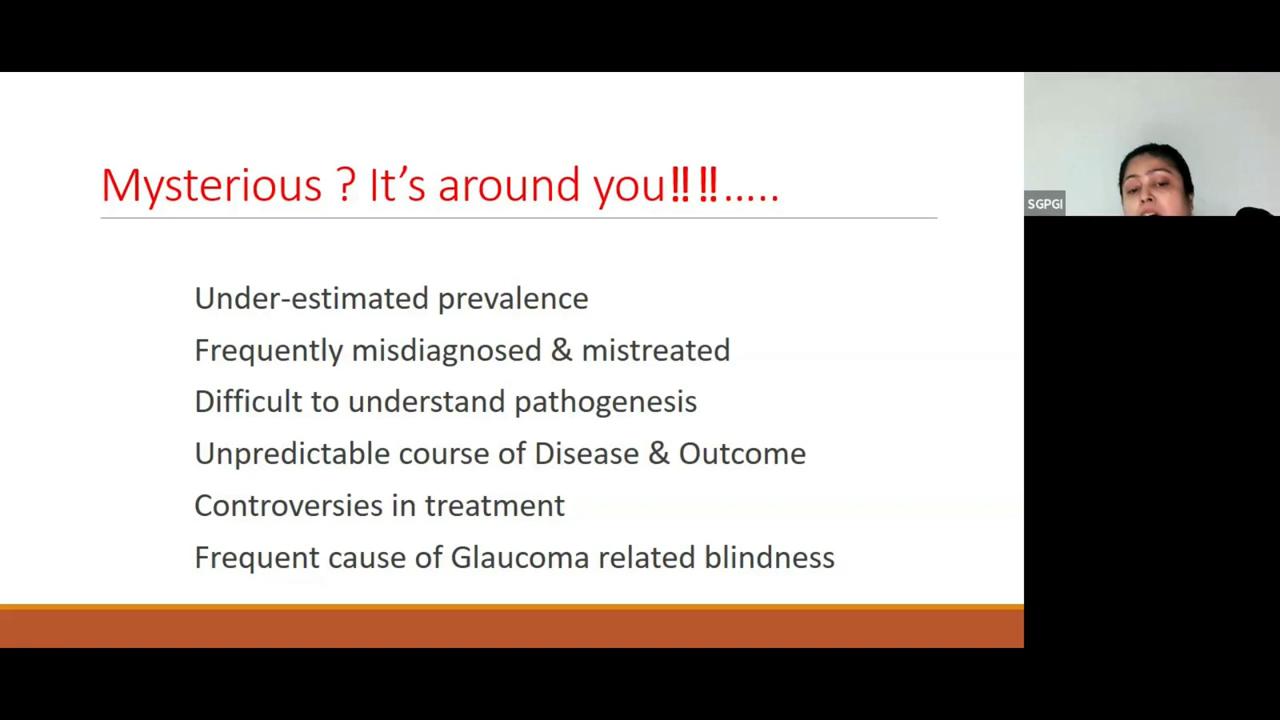 Mysterious ? It’s around you!!!!.....
SGPGI
Under-estimated prevalence
Frequently misdiagnosed & mistreated
Difficult to understand pathogenesis
Unpredictable course of Disease & Outcome
Controversies in treatment
Frequent cause of Glaucoma related blindness